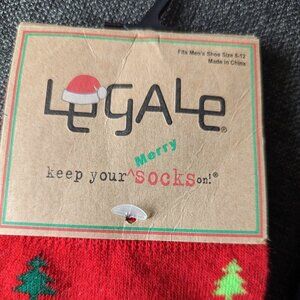 Fits Men's Shoe Size 6-12
Made in China
LeGALe®
Merry
keep your ^socks on!®